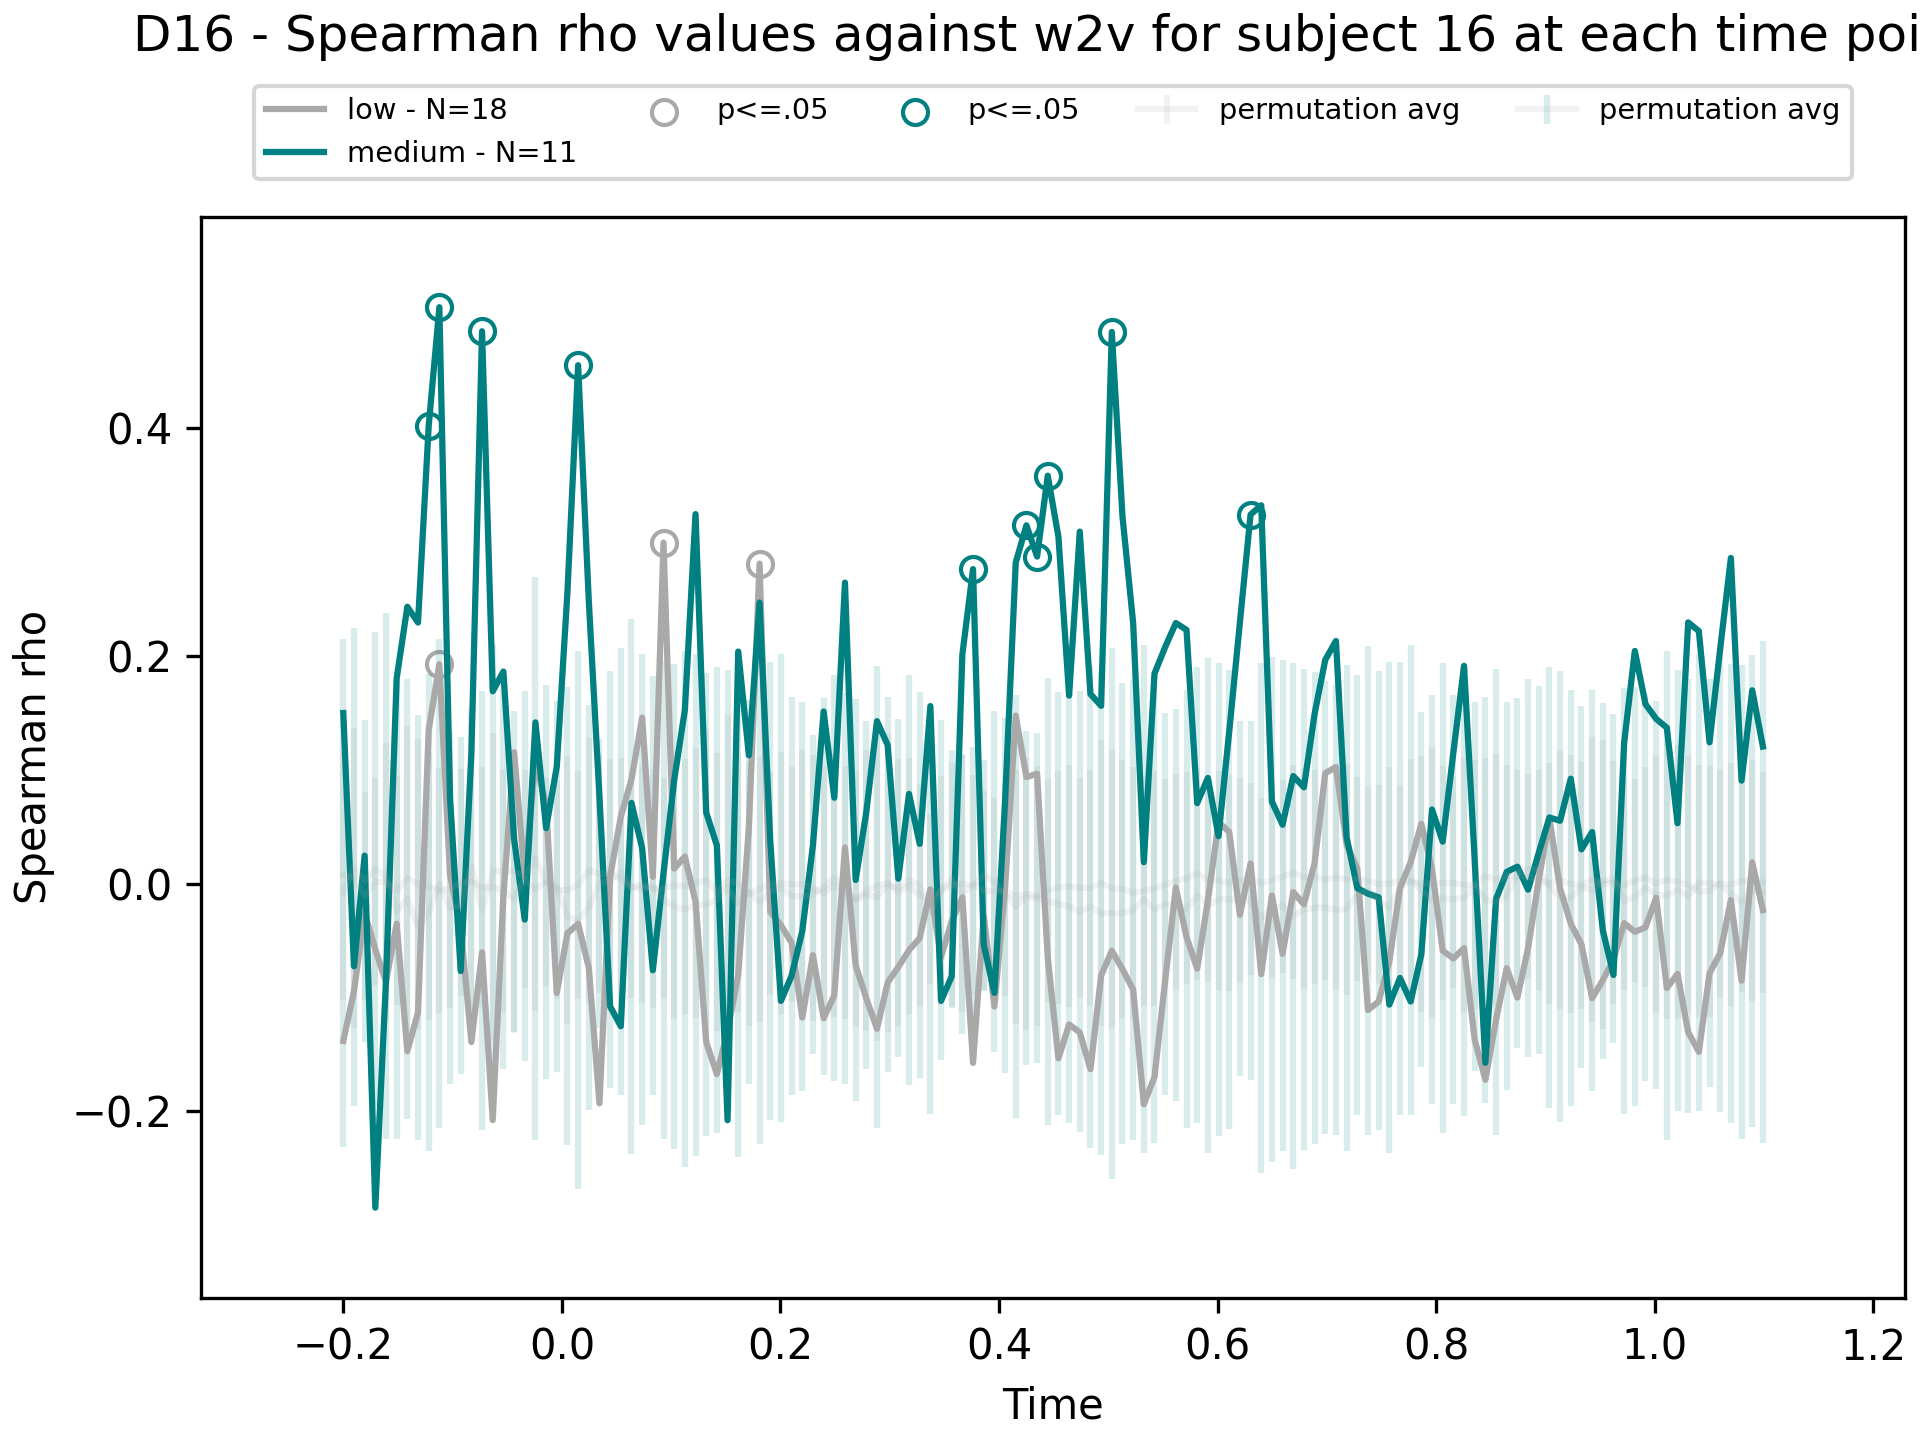 D16 - Spearman rho values against w2v for subject 16 at each time poi
low - N=18
medium - N=11
p<=.05
p<=.05
permutation avg
permutation avg
Spearman rho
0.4
0.2
0.0
−0.2
−0.2
0.0
0.2
0.4
0.6
0.8
1.0
1.2
Time